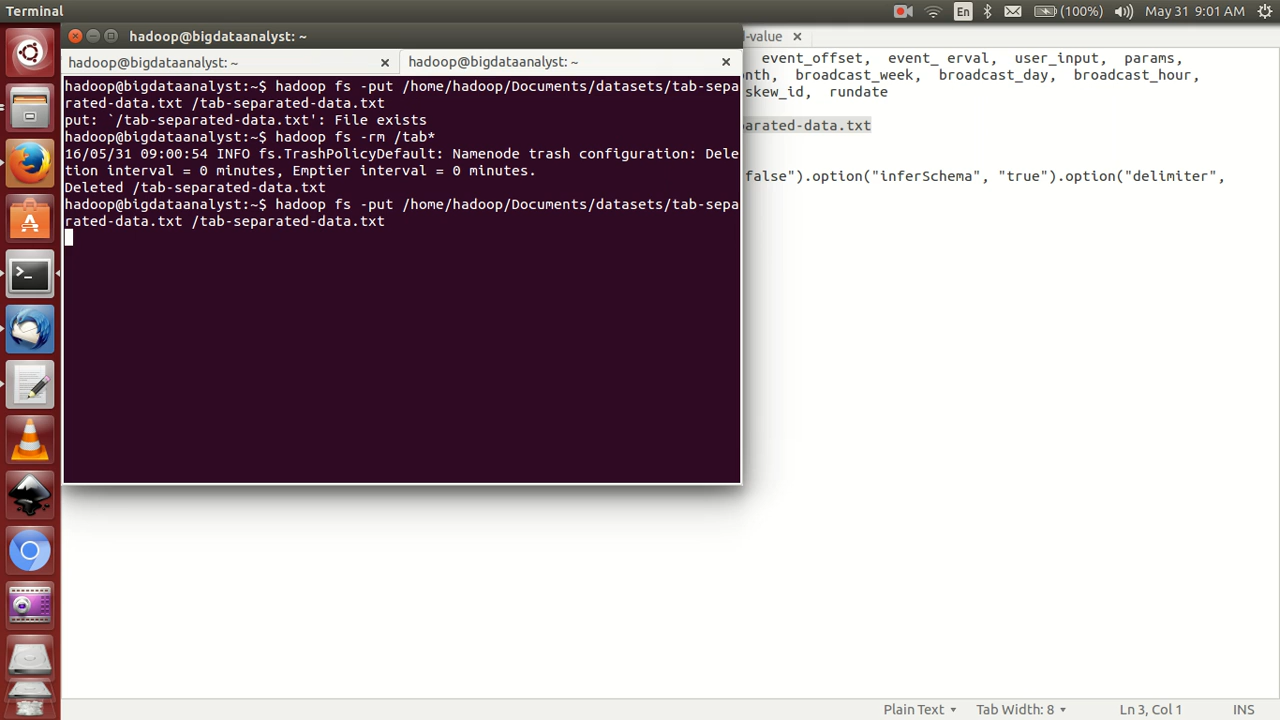 Terminal
En
(100%)
May 31 9:01 AM
hadoop@bigdataanalyst: ~
hadoop@bigdataanalyst: ~
hadoop@bigdataanalyst: ~
hadoop@bigdataanalyst:~$ hadoop fs -put /home/hadoop/Documents/datasets/tab-sepa
rated-data.txt /tab-separated-data.txt
put: `/tab-separated-data.txt': File exists
hadoop@bigdataanalyst:~$ hadoop fs -rm /tab*
16/05/31 09:00:54 INFO fs.TrashPolicyDefault: Namenode trash configuration: Dele
tion interval = 0 minutes, Emptier interval = 0 minutes.
Deleted /tab-separated-data.txt
hadoop@bigdataanalyst:~$ hadoop fs -put /home/hadoop/Documents/datasets/tab-sepa
rated-data.txt /tab-separated-data.txt
d-value
event_offset, event_ erval, user_input, params,
nth, broadcast_week, broadcast_day, broadcast_hour,
skew_id, rundate
arated-data.txt
"false").option("inferSchema", "true").option("delimiter",
Plain Text
Tab Width: 8
Ln 3, Col 1
INS